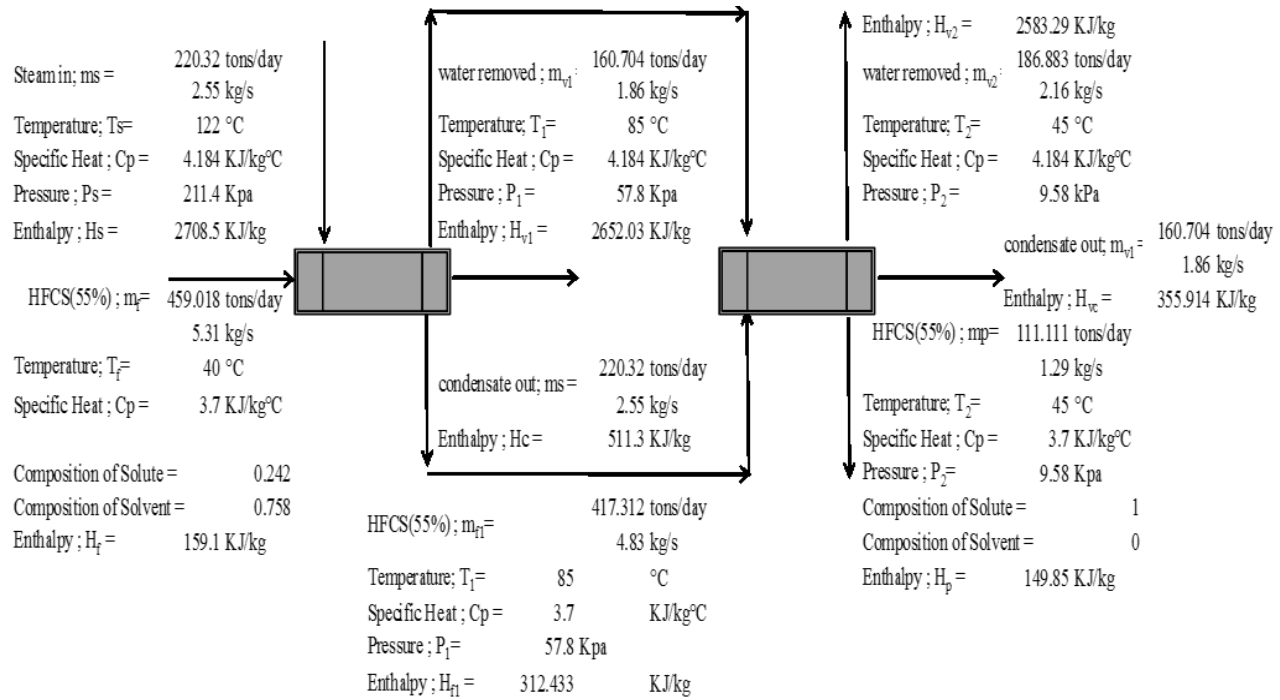 Steam in; ms = 220.32 tons/day
2.55 kg/s
Temperature; Ts= 122 °C
Specific Heat ; Cp = 4.184 KJ/kg°C
Pressure ; Ps = 211.4 Kpa
Enthalpy ; Hs = 2708.5 KJ/kg
HFCS(55%) ; mf= 459.018 tons/day
5.31 kg/s
Temperature; Tf= 40 °C
Specific Heat ; Cp = 3.7 KJ/kg°C
Composition of Solute = 0.242
Composition of Solvent = 0.758
Enthalpy ; Hf = 159.1 KJ/kg
water removed ; mv1= 160.704 tons/day
1.86 kg/s
Temperature; T1= 85 °C
Specific Heat ; Cp = 4.184 KJ/kg°C
Pressure ; P1 = 57.8 Kpa
Enthalpy ; Hv1 = 2652.03 KJ/kg
condensate out; ms = 220.32 tons/day
2.55 kg/s
Enthalpy ; Hc = 511.3 KJ/kg
HFCS(55%) ; mf1= 417.312 tons/day
4.83 kg/s
Temperature; T1= 85 °C
Specific Heat ; Cp = 3.7 KJ/kg°C
Pressure ; P1= 57.8 Kpa
Enthalpy ; Hf1 = 312.433 KJ/kg
Enthalpy ; Hv2 = 2583.29 KJ/kg
water removed ; mv2= 186.883 tons/day
2.16 kg/s
Temperature; T2= 45 °C
Specific Heat ; Cp = 4.184 KJ/kg°C
Pressure ; P2 = 9.58 kPa
condensate out; mv1= 160.704 tons/day
1.86 kg/s
Enthalpy ; Hvc = 355.914 KJ/kg
HFCS(55%) ; mp= 111.111 tons/day
1.29 kg/s
Temperature; T2= 45 °C
Specific Heat ; Cp = 3.7 KJ/kg°C
Pressure ; P2 = 9.58 Kpa
Composition of Solute = 1
Composition of Solvent = 0
Enthalpy ; Hp = 149.85 KJ/kg